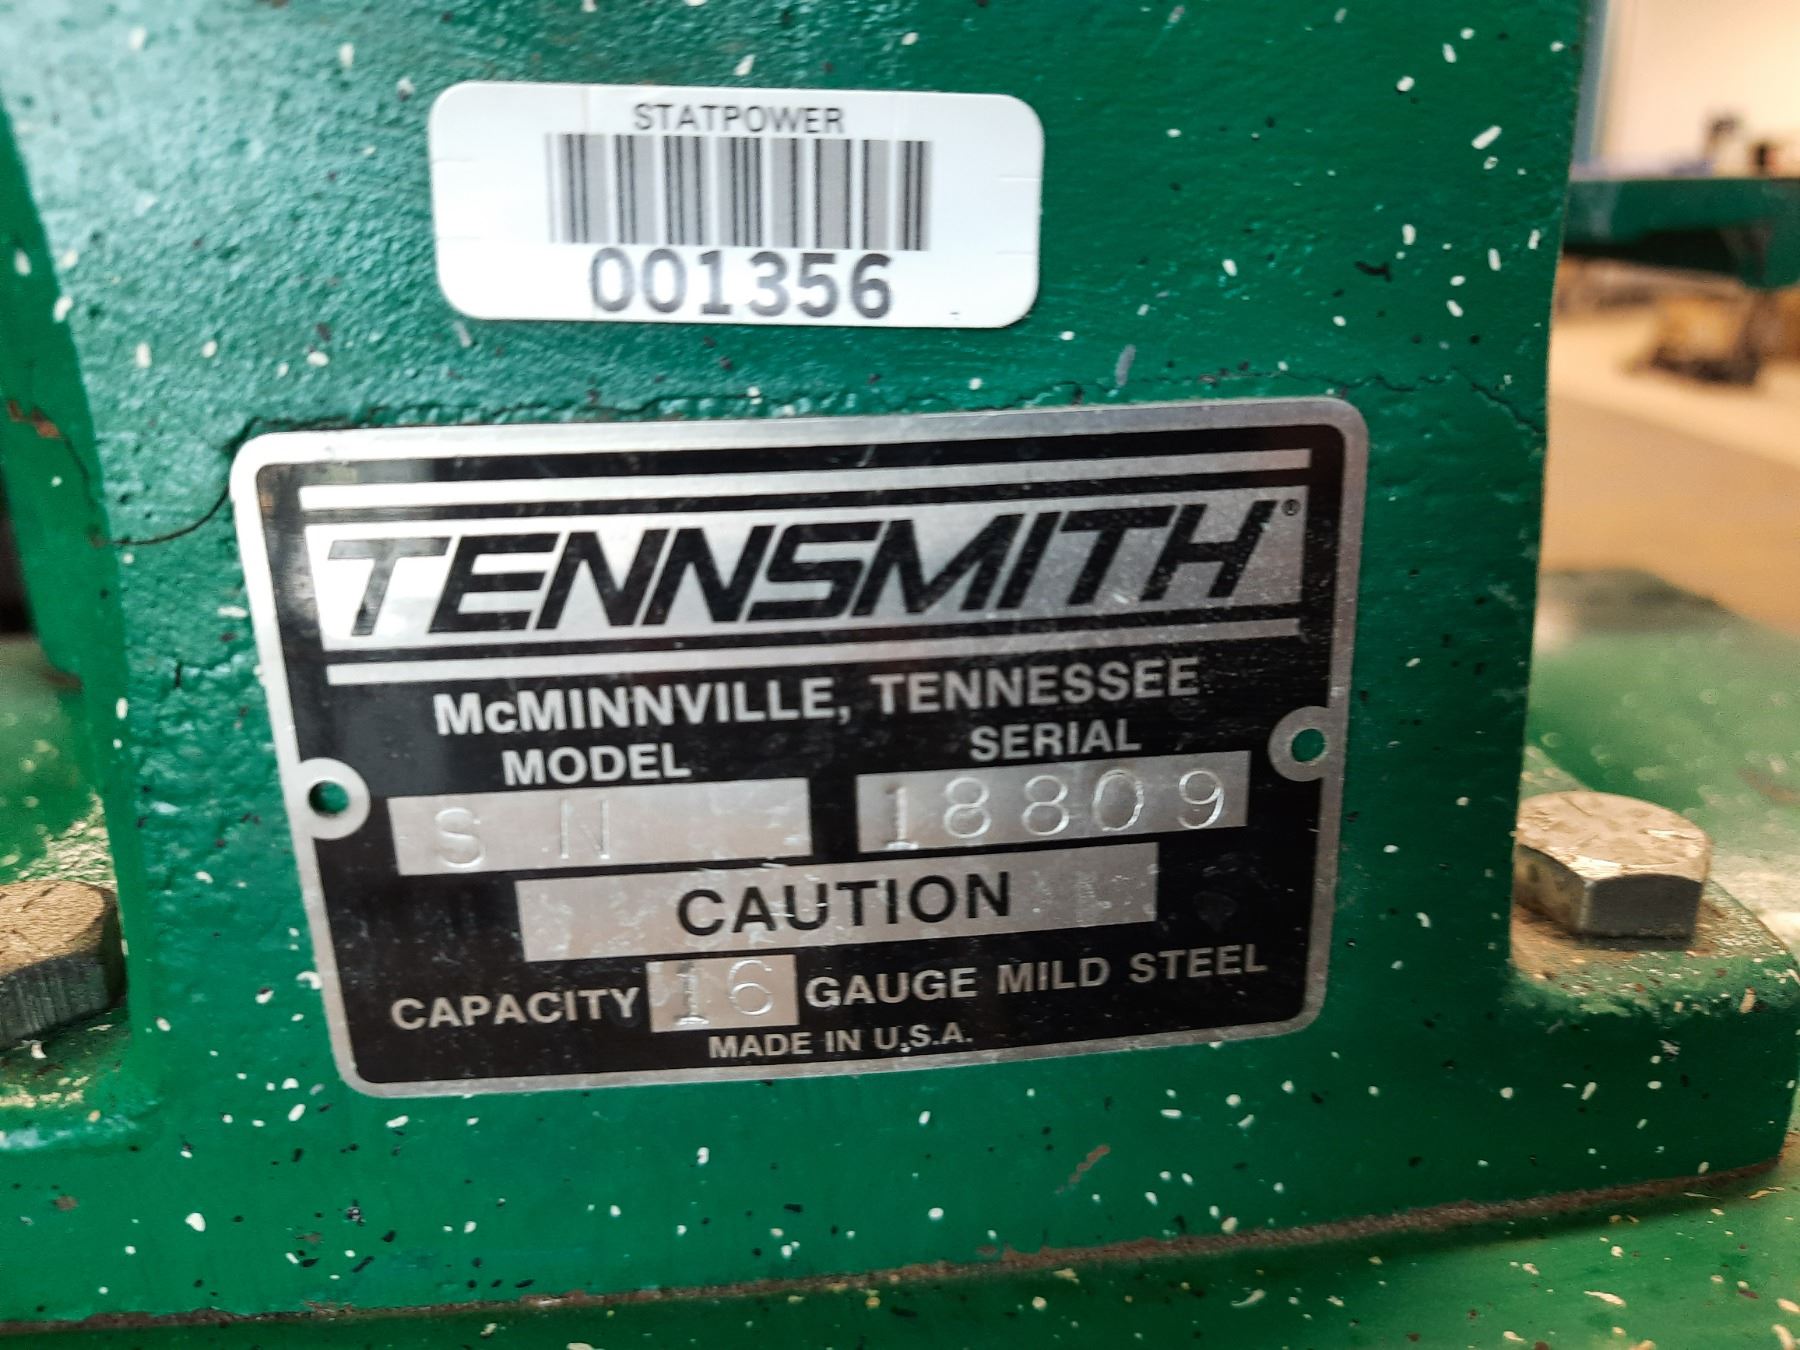 STATPOWER
001356
TENNSMITH®
McMINNVILLE, TENNESSEE
MODEL SERIAL
S N 18809
CAUTION
CAPACITY 16 GAUGE MILD STEEL
MADE IN U.S.A.